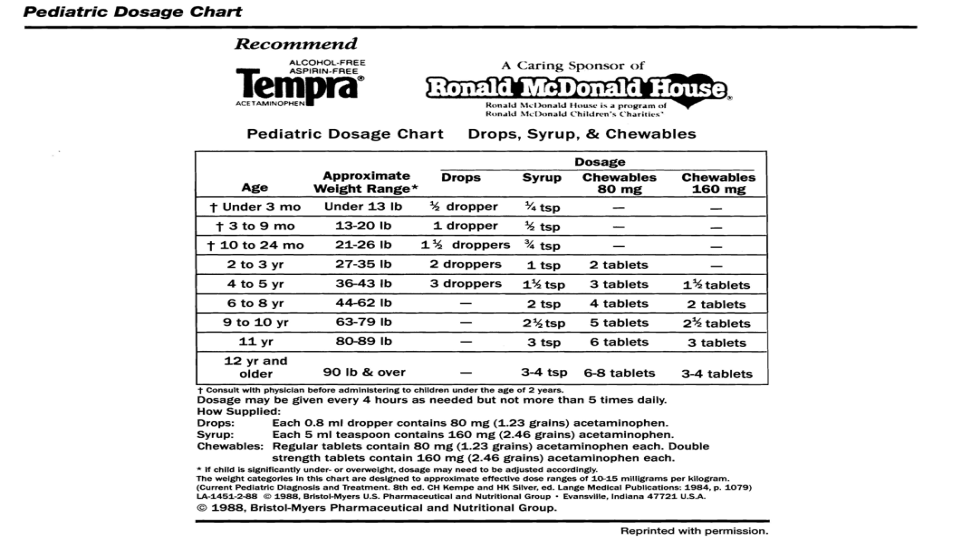 Pediatric Dosage Chart
Recommend
ALCOHOL-FREE
ASPIRIN-FREE
Tempra®
ACETAMINOPHEN
A Caring Sponsor of
Ronald McDonald House®
Ronald McDonald House is a program of
Ronald McDonald Children's Charities*
Pediatric Dosage Chart Drops, Syrup, & Chewables
Dosage
Age Approximate Weight Range* Drops Syrup Chewables 80 mg Chewables 160 mg
† Under 3 mo Under 13 lb ½ dropper ¼ tsp — —
† 3 to 9 mo 13-20 lb 1 dropper ½ tsp — —
† 10 to 24 mo 21-26 lb 1½ droppers ¾ tsp — —
2 to 3 yr 27-35 lb 2 droppers 1 tsp 2 tablets —
4 to 5 yr 36-43 lb 3 droppers 1½ tsp 3 tablets 1½ tablets
6 to 8 yr 44-62 lb — 2 tsp 4 tablets 2 tablets
9 to 10 yr 63-79 lb — 2½ tsp 5 tablets 2½ tablets
11 yr 80-89 lb — 3 tsp 6 tablets 3 tablets
12 yr and older 90 lb & over — 3-4 tsp 6-8 tablets 3-4 tablets
† Consult with physician before administering to children under the age of 2 years.
Dosage may be given every 4 hours as needed but not more than 5 times daily.
How Supplied:
Drops: Each 0.8 ml dropper contains 80 mg (1.23 grains) acetaminophen.
Syrup: Each 5 ml teaspoon contains 160 mg (2.46 grains) acetaminophen.
Chewables: Regular tablets contain 80 mg (1.23 grains) acetaminophen each. Double
strength tablets contain 160 mg (2.46 grains) acetaminophen each.
* If child is significantly under- or overweight, dosage may need to be adjusted accordingly.
The weight categories in this chart are designed to approximate effective dose ranges of 10-15 milligrams per kilogram.
(Current Pediatric Diagnosis and Treatment. 8th ed. CH Kempe and HK Silver, ed. Lange Medical Publications: 1984, p. 1079)
LA-1451-2-88 © 1988, Bristol-Myers U.S. Pharmaceutical and Nutritional Group • Evansville, Indiana 47721 U.S.A.
© 1988, Bristol-Myers Pharmaceutical and Nutritional Group.
Reprinted with permission.